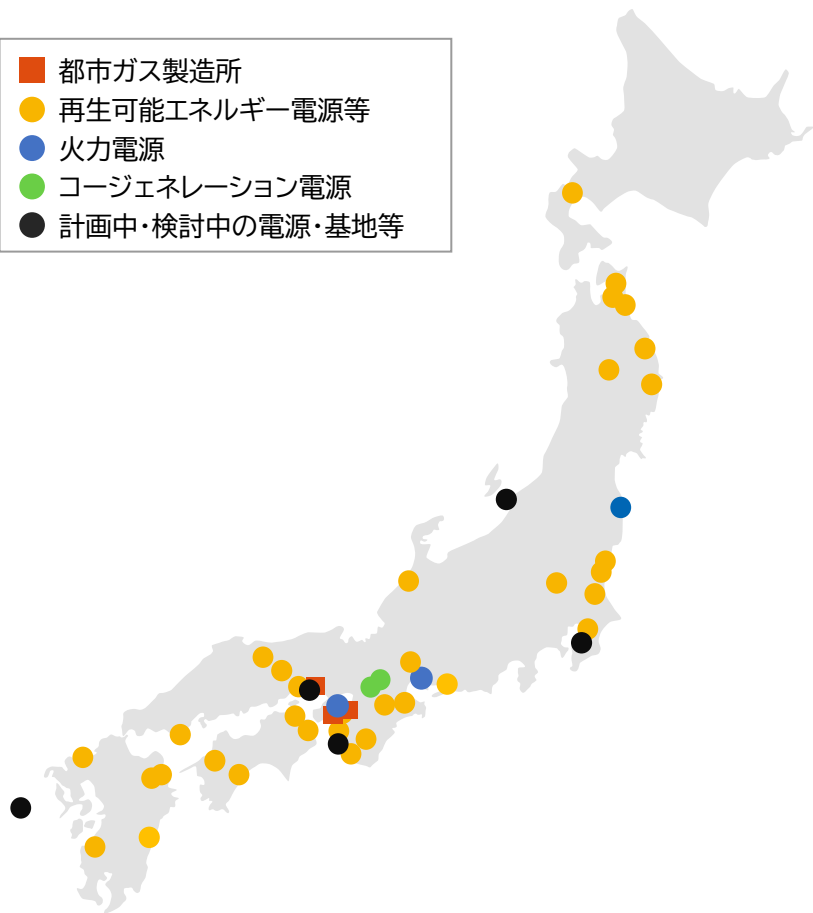 都市ガス製造所
再生可能エネルギー電源等
火力電源
コージェネレーション電源
計画中・検討中の電源・基地等